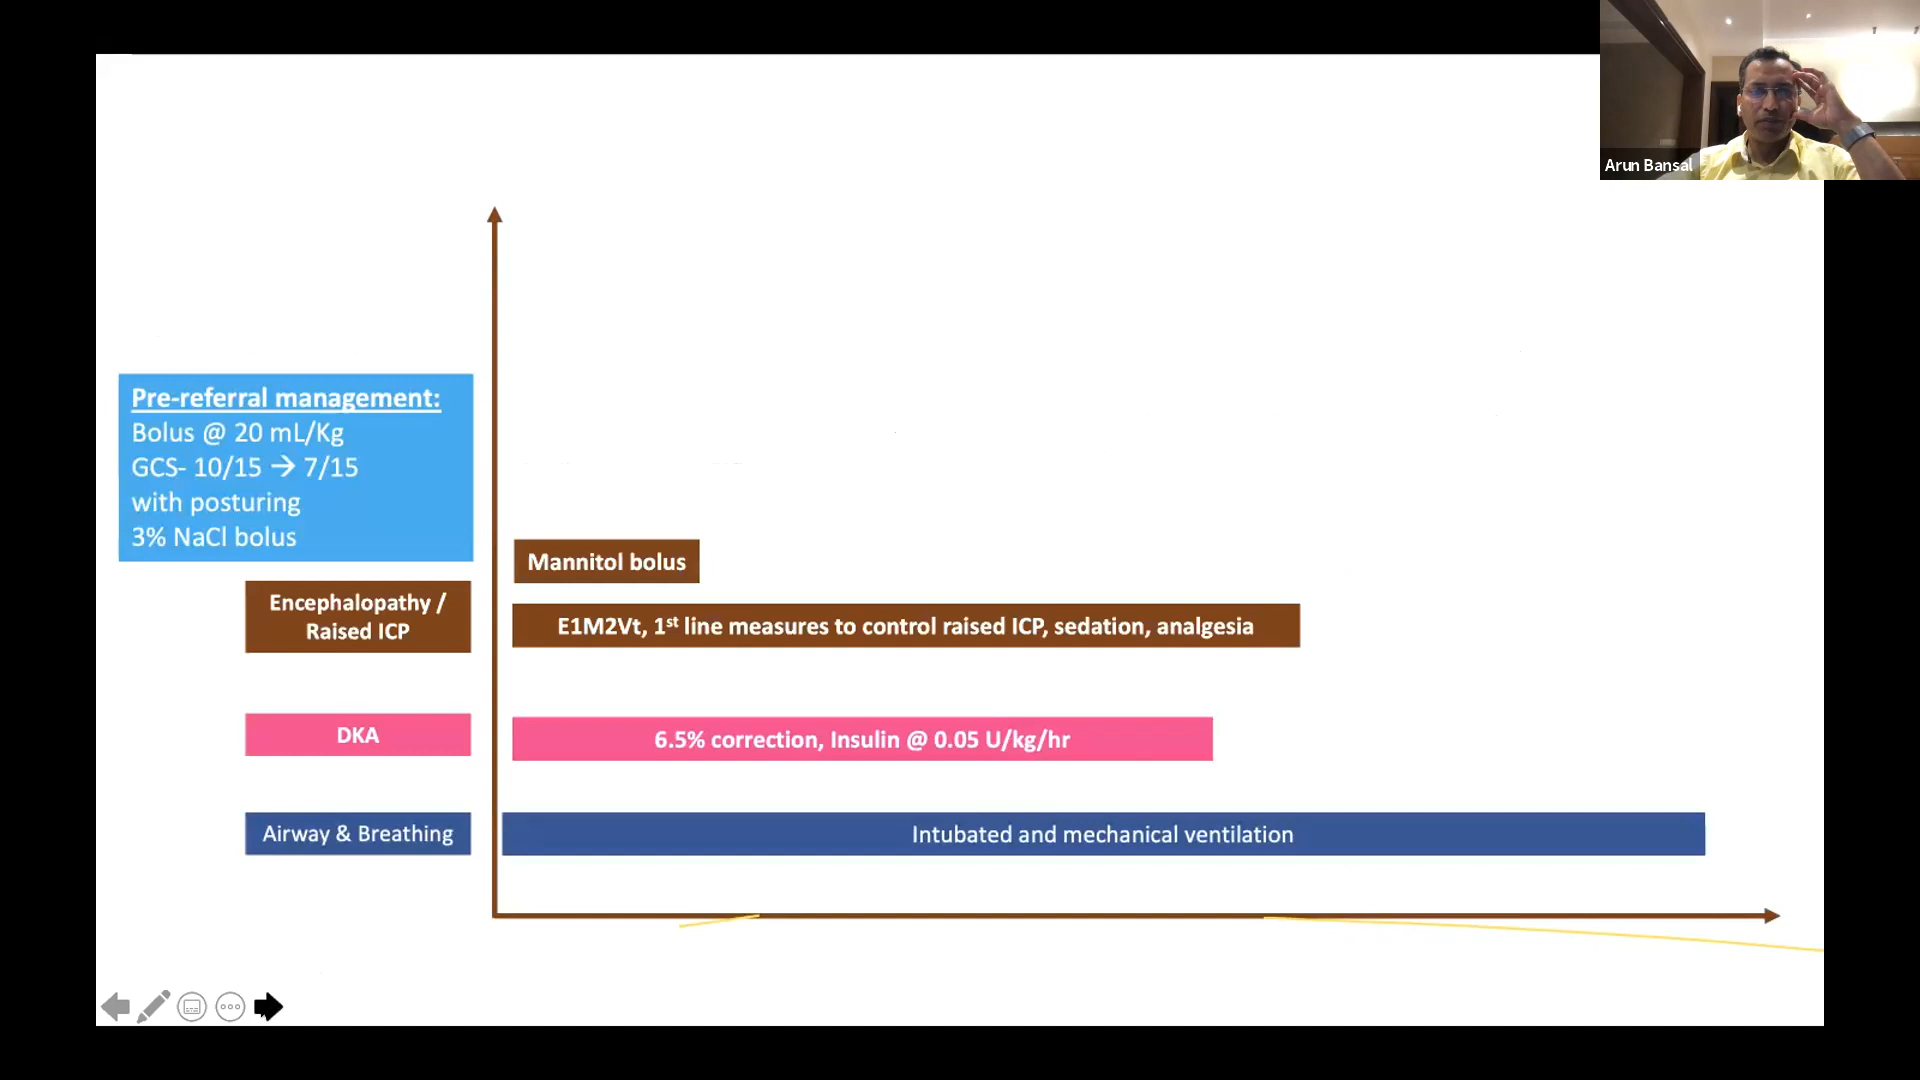 Arun Bansal
Pre-referral management:
Bolus @ 20 mL/Kg
GCS- 10/15 → 7/15
with posturing
3% NaCl bolus
Mannitol bolus
Encephalopathy /
Raised ICP
E1M2Vt, 1st line measures to control raised ICP, sedation, analgesia
DKA
6.5% correction, Insulin @ 0.05 U/kg/hr
Airway & Breathing
Intubated and mechanical ventilation